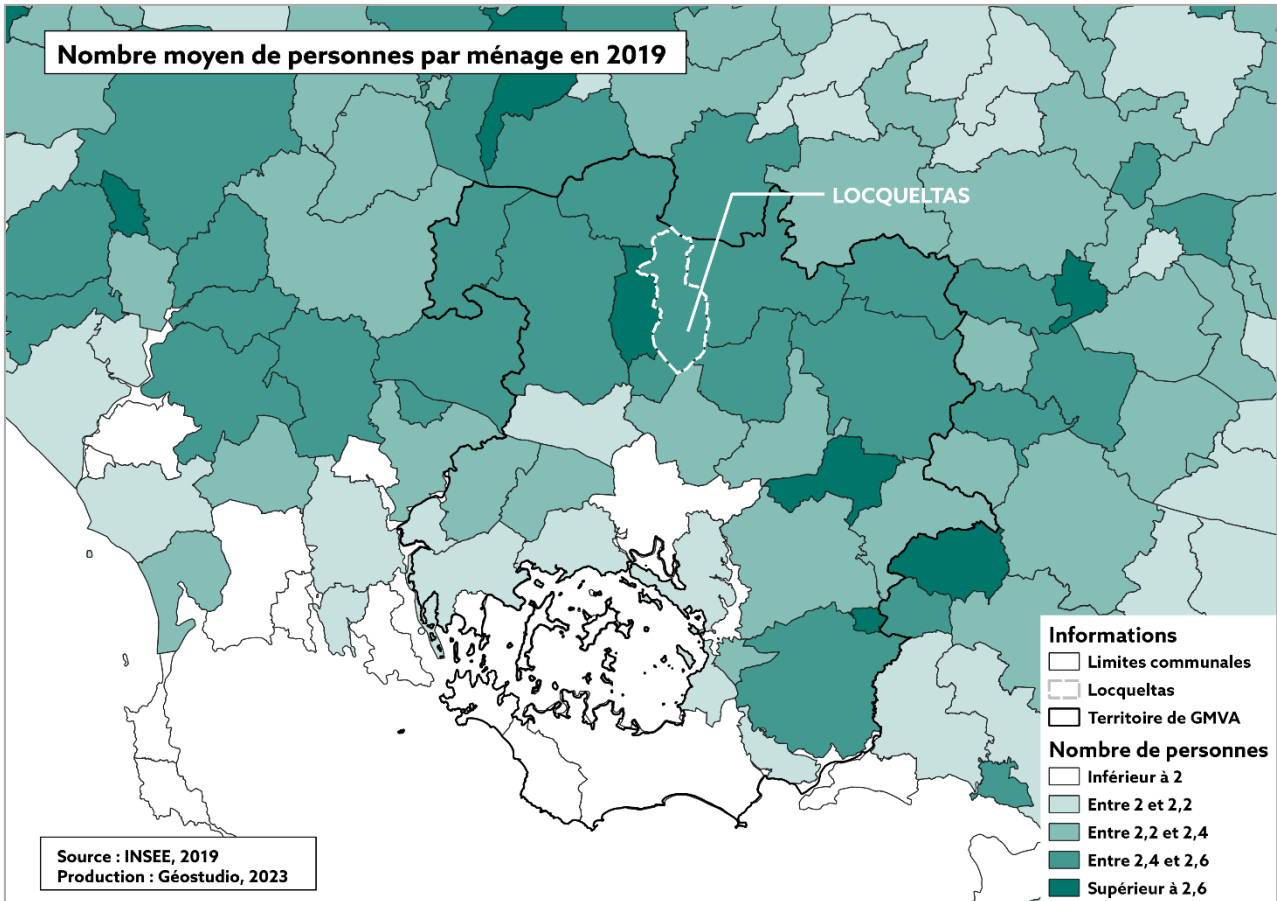 Nombre moyen de personnes par ménage en 2019
LOCQUELTAS
Informations
Limites communales
Locqueltas
Territoire de GMVA
Nombre de personnes
Inférieur à 2
Entre 2 et 2,2
Entre 2,2 et 2,4
Entre 2,4 et 2,6
Supérieur à 2,6
Source : INSEE, 2019
Production : Géostudio, 2023